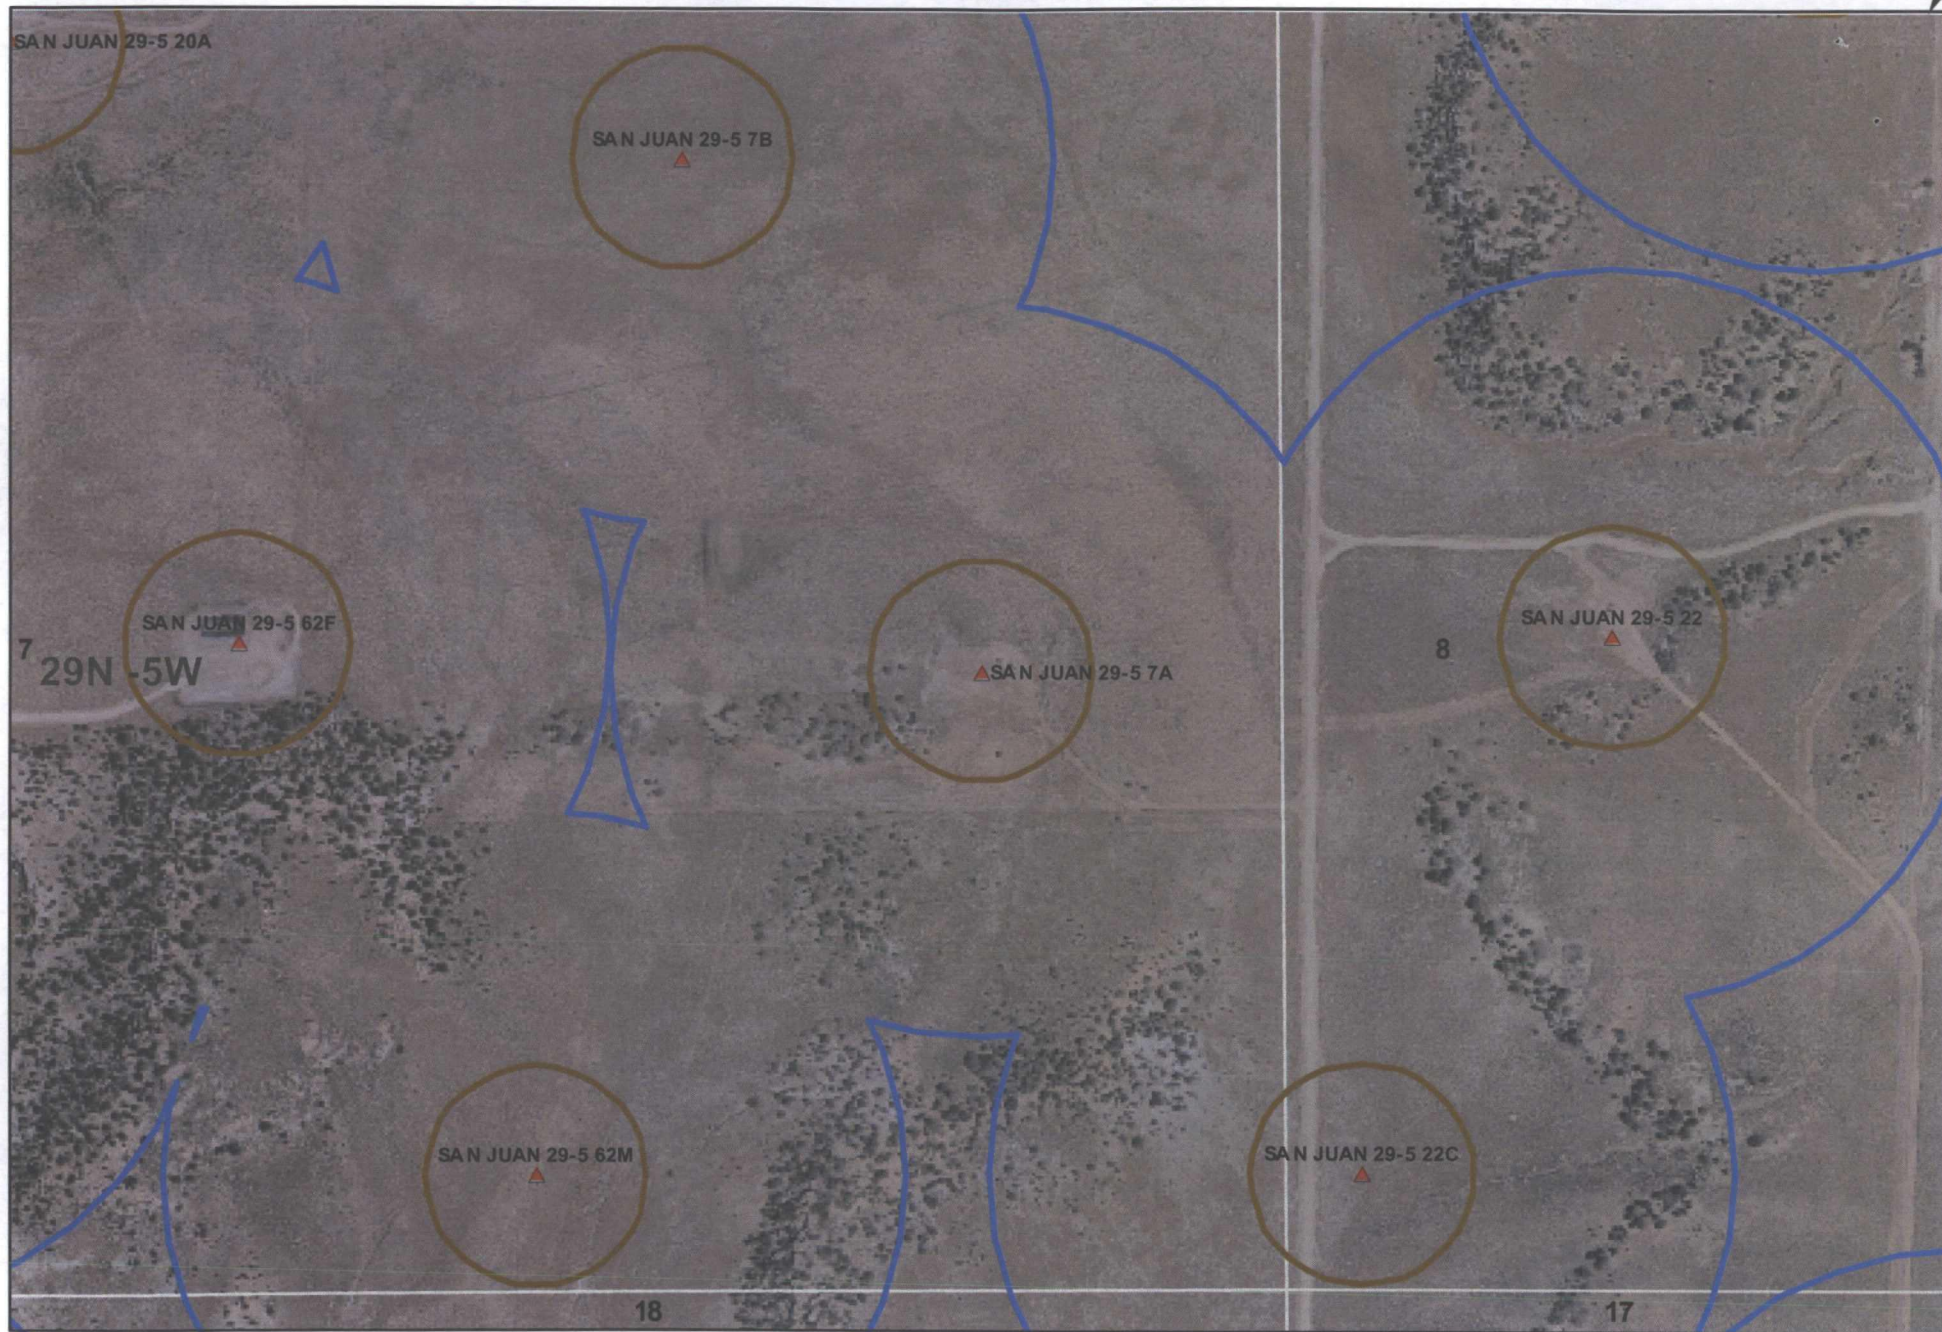 SAN JUAN 29-5 20A
SAN JUAN 29-5 7B
SAN JUAN 29-5 62F
7
29N -5W
SAN JUAN 29-5 7A
SAN JUAN 29-5 22
8
SAN JUAN 29-5 62M
SAN JUAN 29-5 22C
18
17